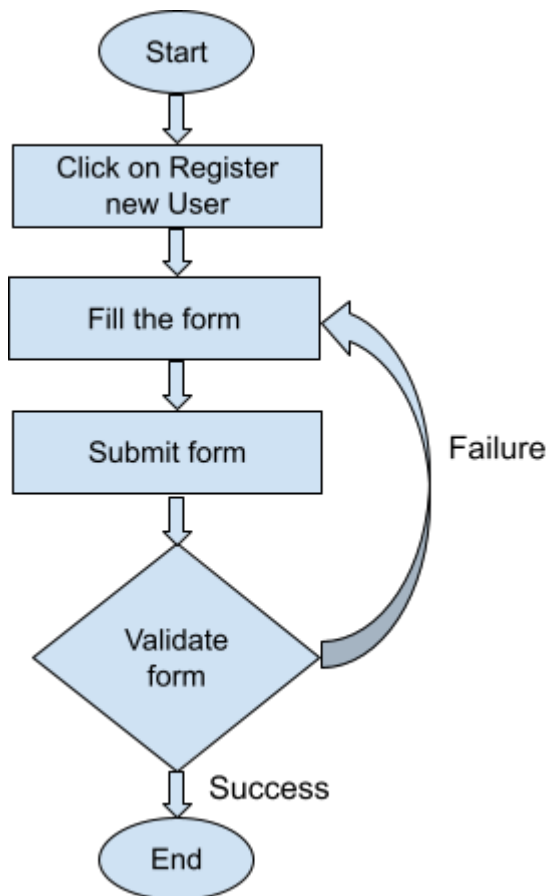 Start
Click on Register
new User
Fill the form
Submit form
Failure
Validate
form
Success
End